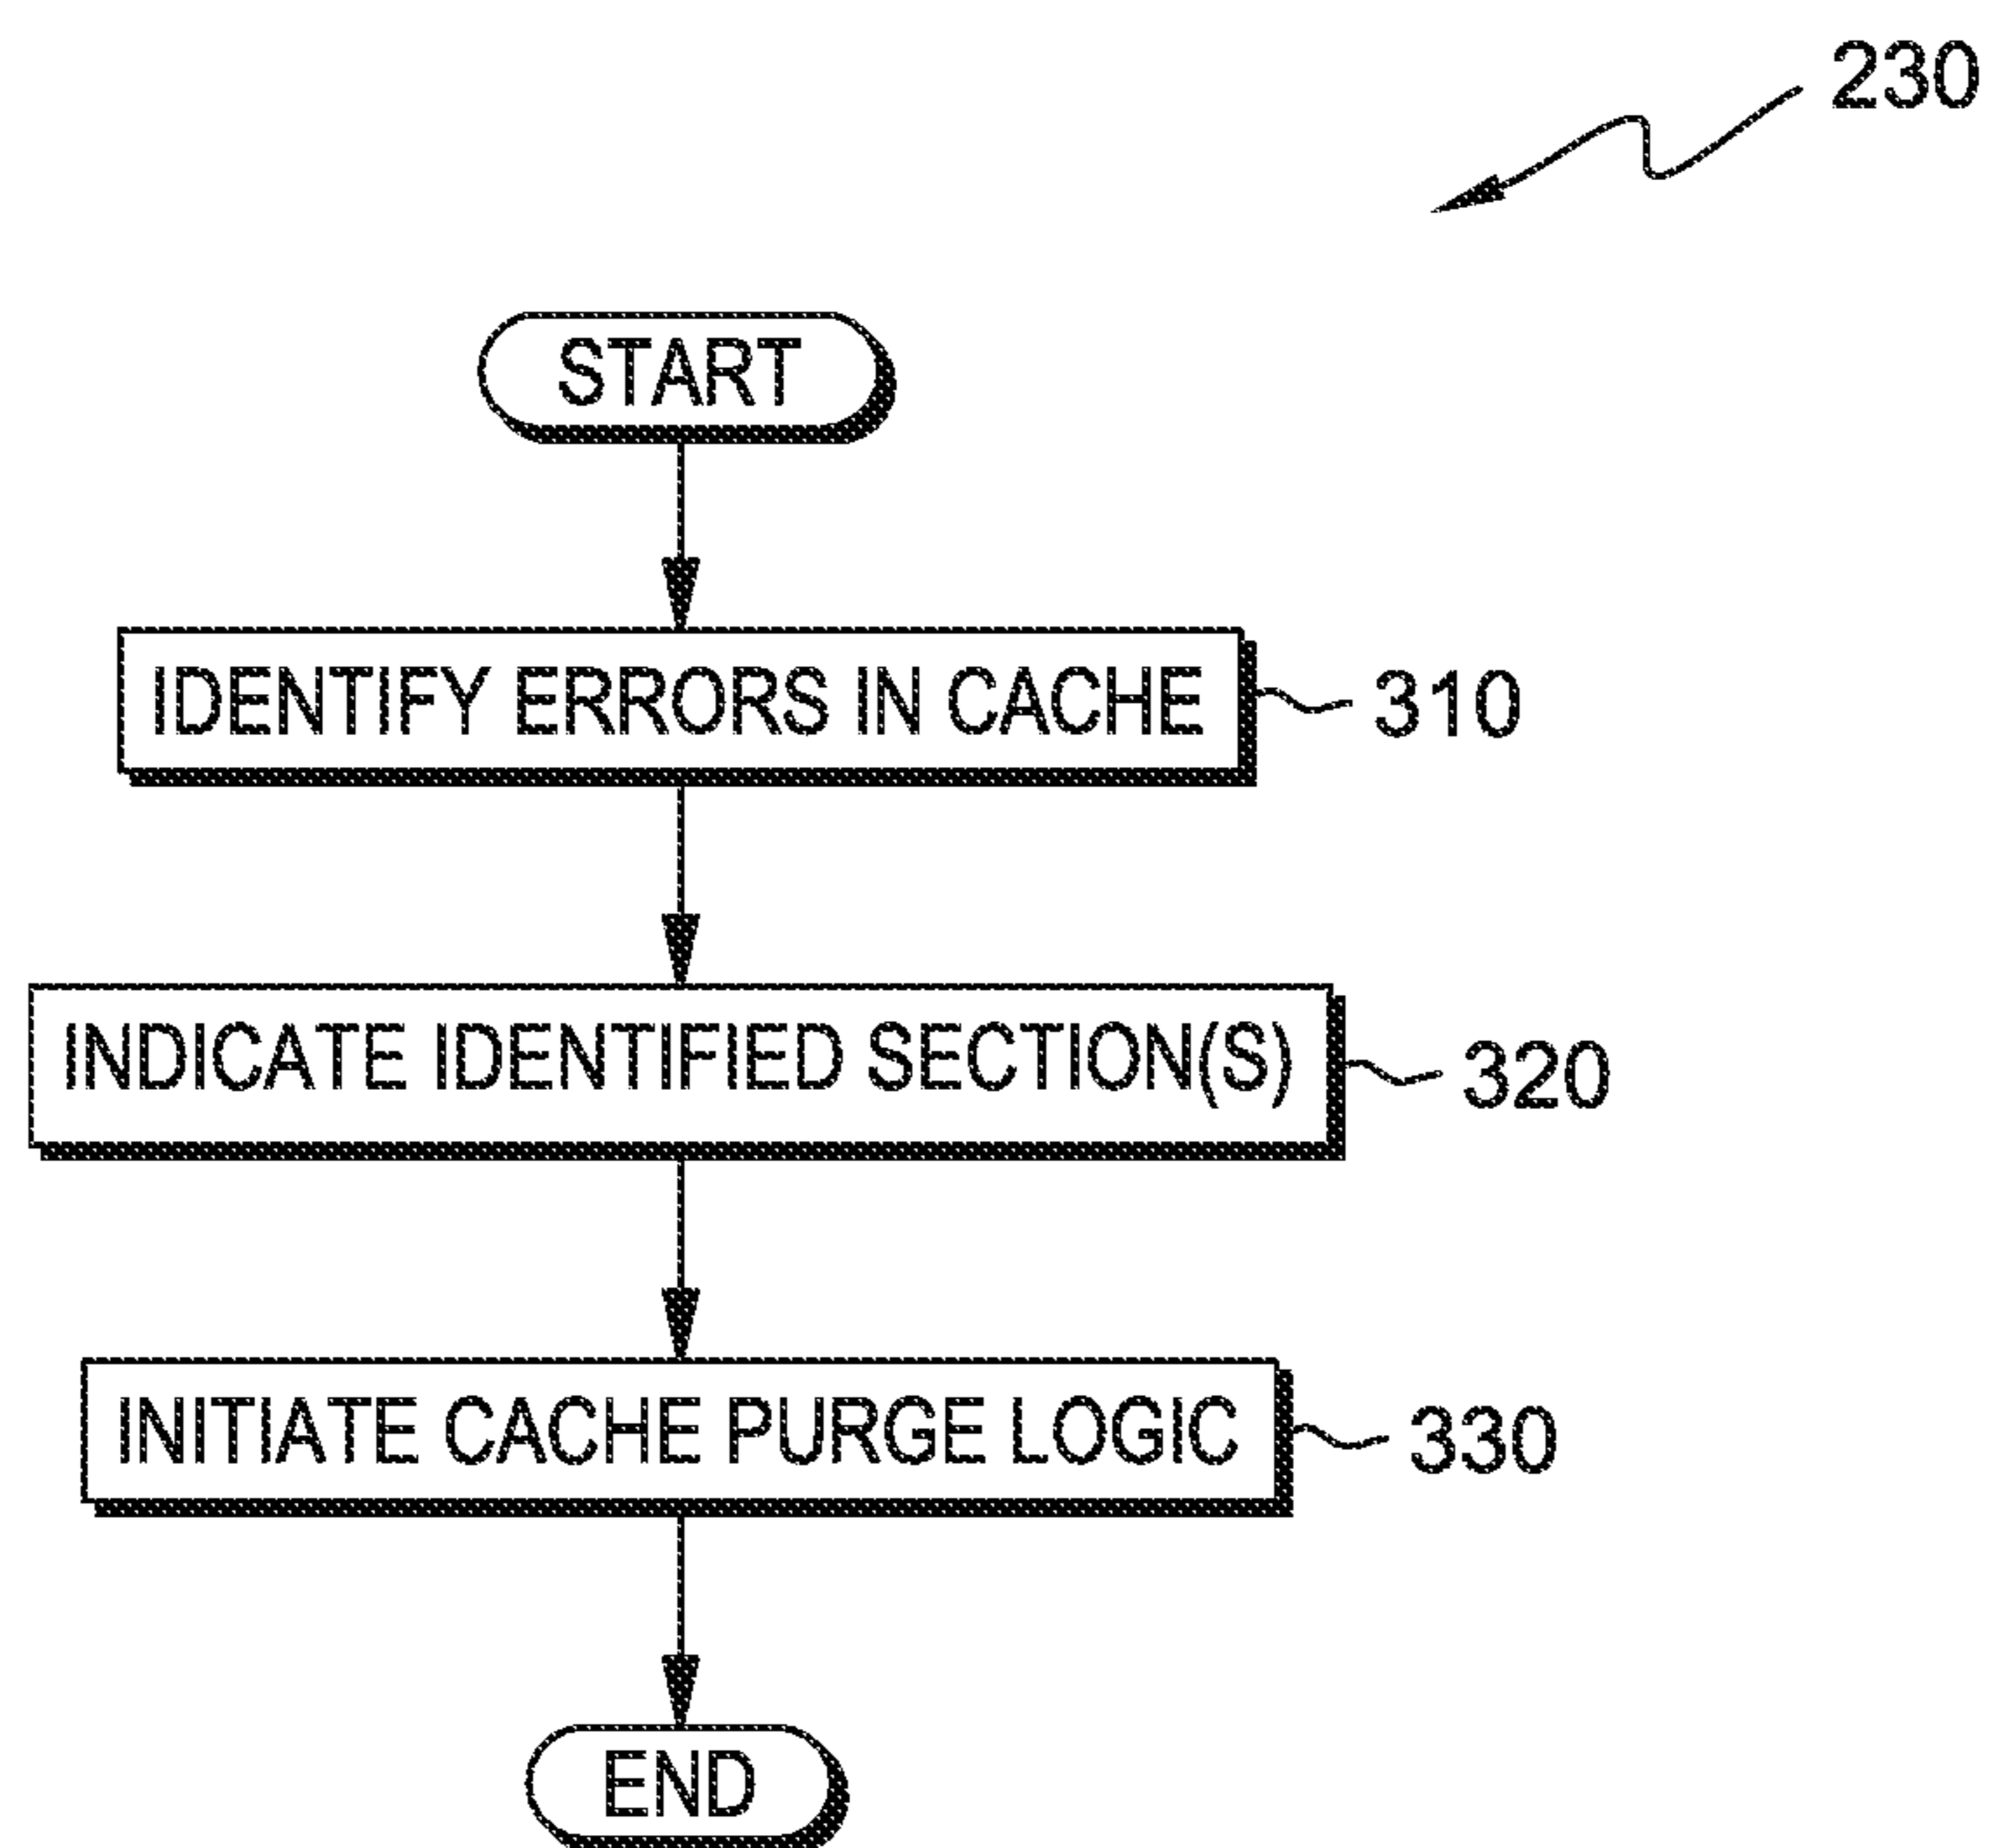 230
START
IDENTIFY ERRORS IN CACHE
310
INDICATE IDENTIFIED SECTION(S)
320
INITIATE CACHE PURGE LOGIC
330
END